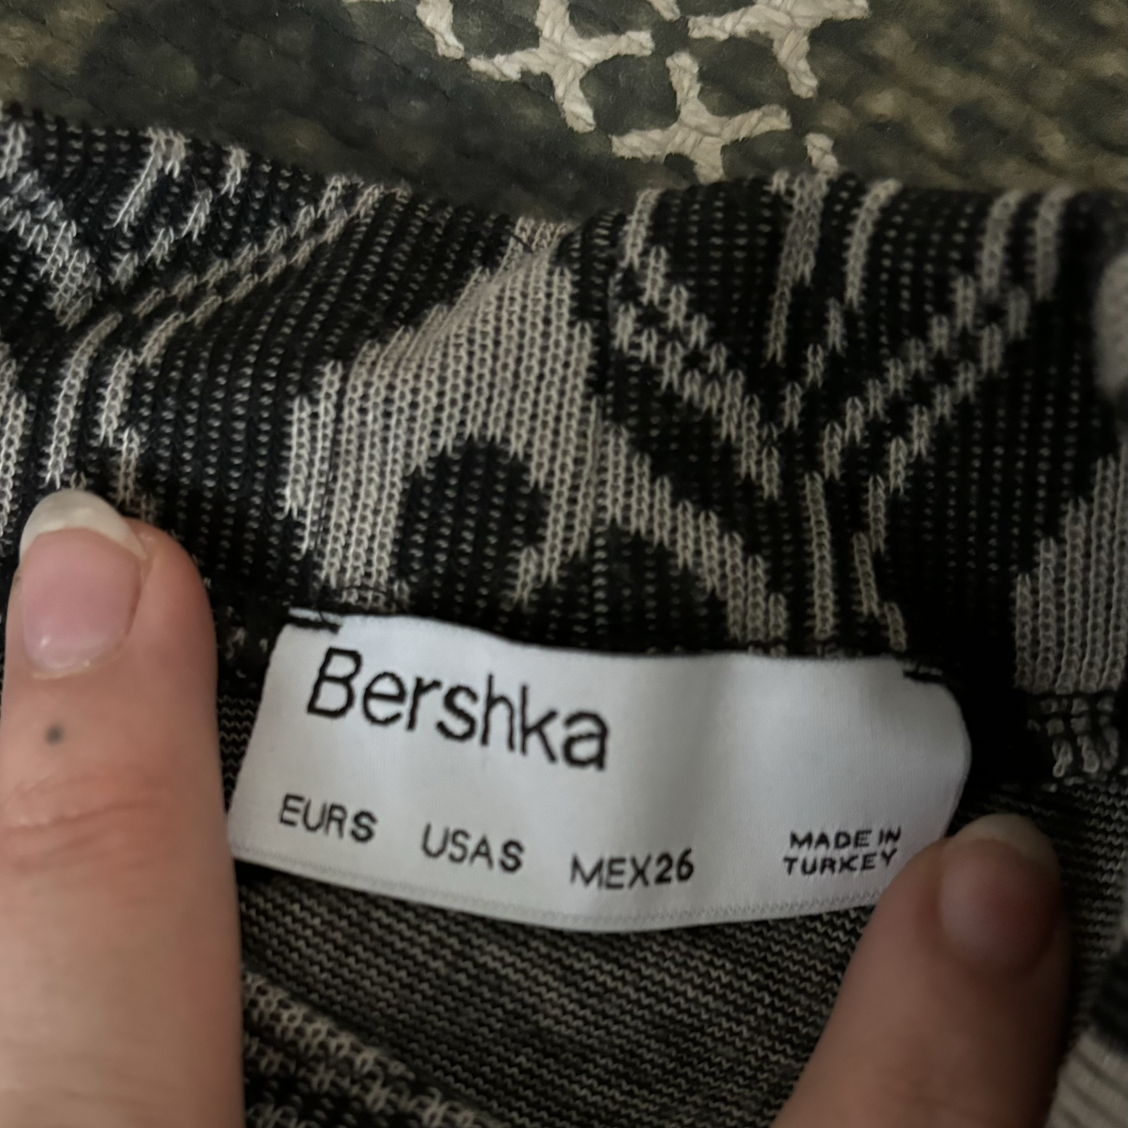 Bershka
EURS USAS MEX26
MADE IN
TURKEY